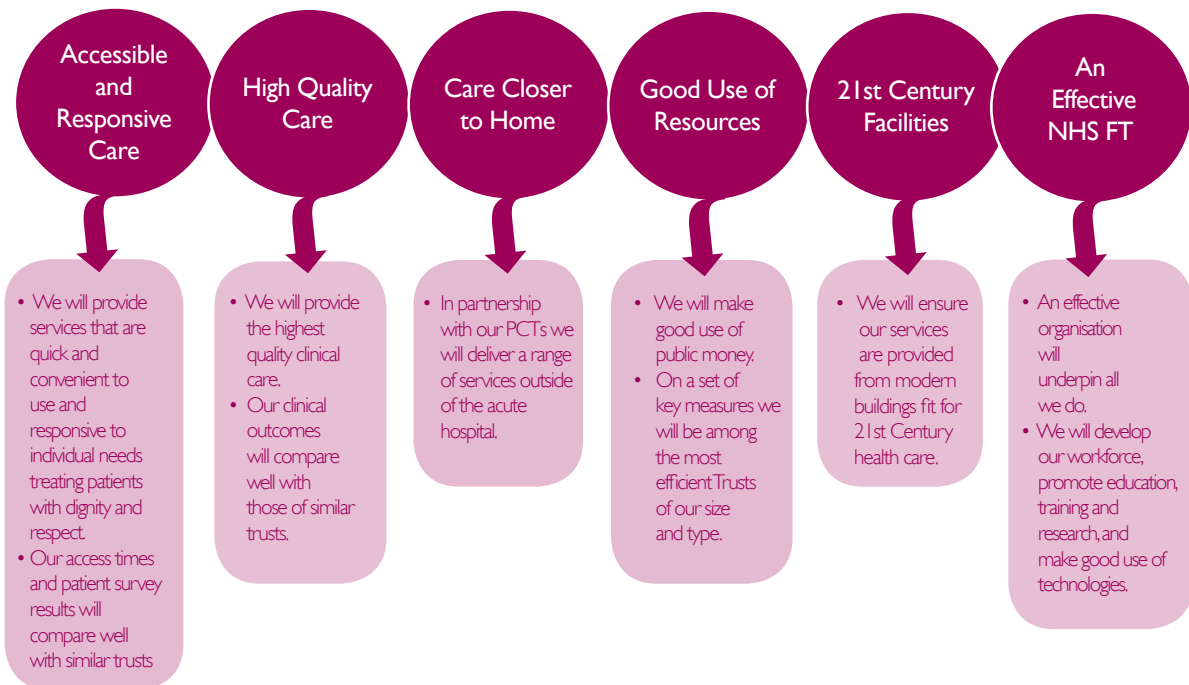 Accessible
and
Responsive
Care
High Quality
Care
Care Closer
to Home
Good Use of
Resources
21st Century
Facilities
An
Effective
NHS FT
• We will provide
services that are
quick and
convenient to
use and
responsive to
individual needs
treating patients
with dignity and
respect.
• Our access times
and patient survey
results will
compare well
with similar trusts
• We will provide
the highest
quality clinical
care.
• Our clinical
outcomes
will compare
well with
those of similar
trusts.
• In partnership
with our PCTs we
will deliver a range
of services outside
of the acute
hospital.
• We will make
good use of
public money.
• On a set of
key measures we
will be among
the most
efficient Trusts
of our size
and type.
• We will ensure
our services
are provided
from modern
buildings fit for
21st Century
health care.
• An effective
organisation
will
underpin all
we do.
• We will develop
our workforce,
promote education,
training and
research, and
make good use of
technologies.